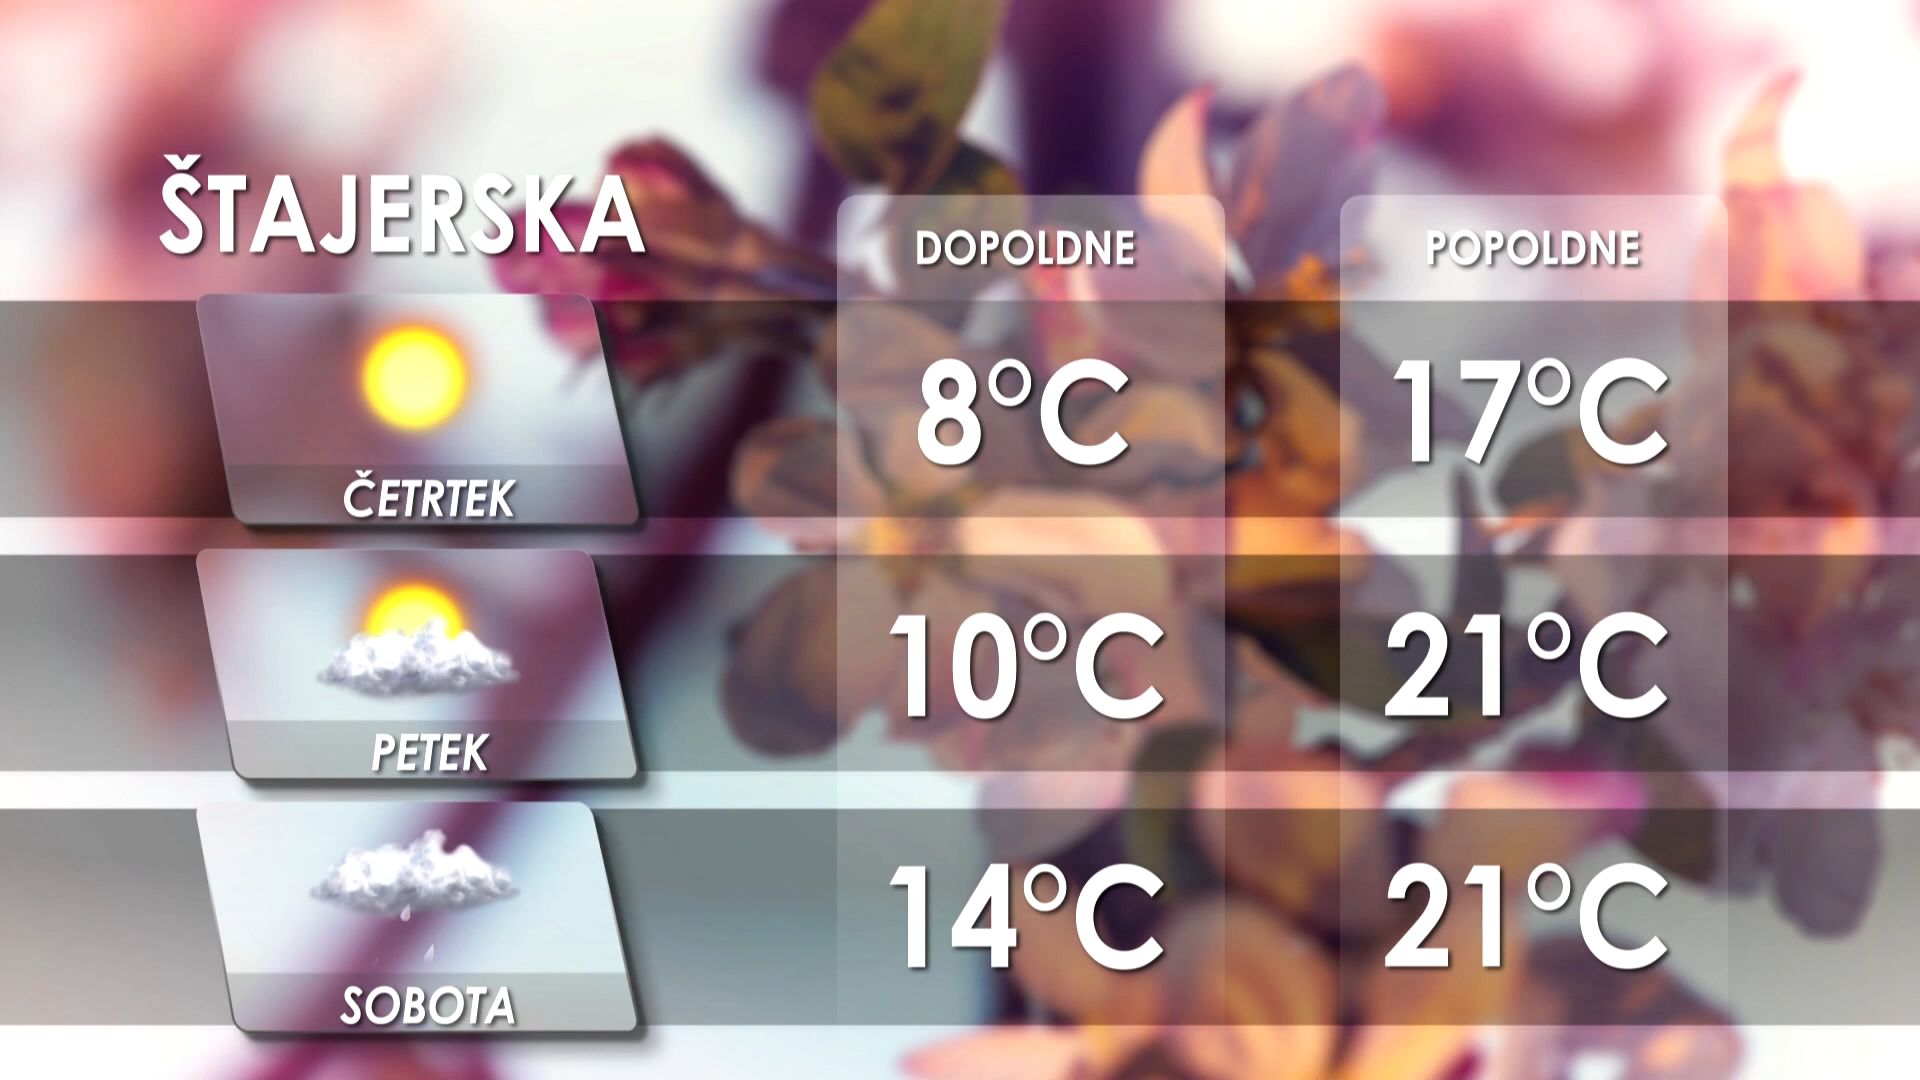 ŠTAJERSKA
DOPOLDNE POPOLDNE
8°C 17°C
ČETRTEK
10°C 21°C
PETEK
14°C 21°C
SOBOTA